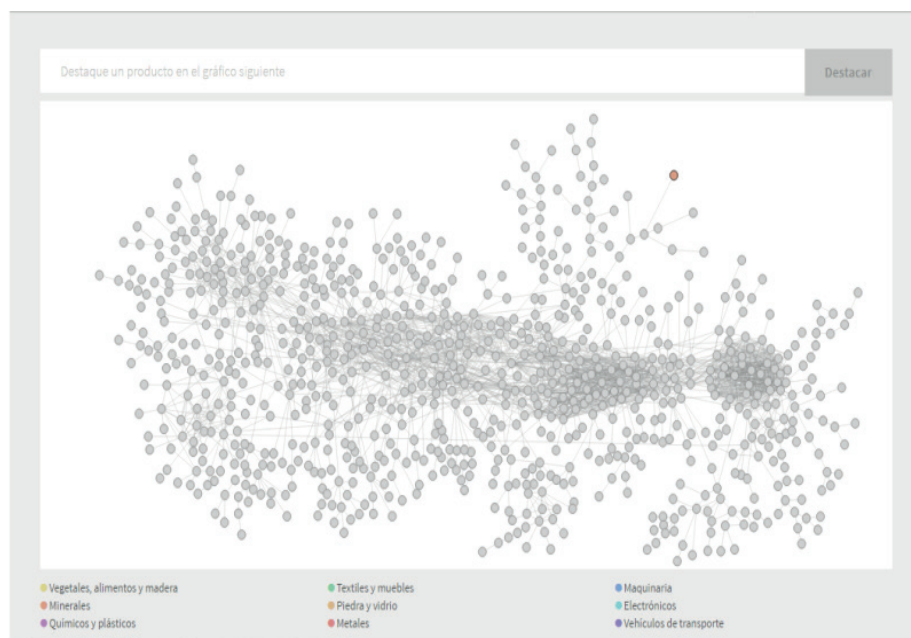 Destaque un producto en el gráfico siguiente
Destacar
Vegetales, alimentos y madera
Textiles y muebles
Maquinaria
Minerales
Piedra y vidrio
Electrónicos
Químicos y plásticos
Metales
Vehículos de transporte